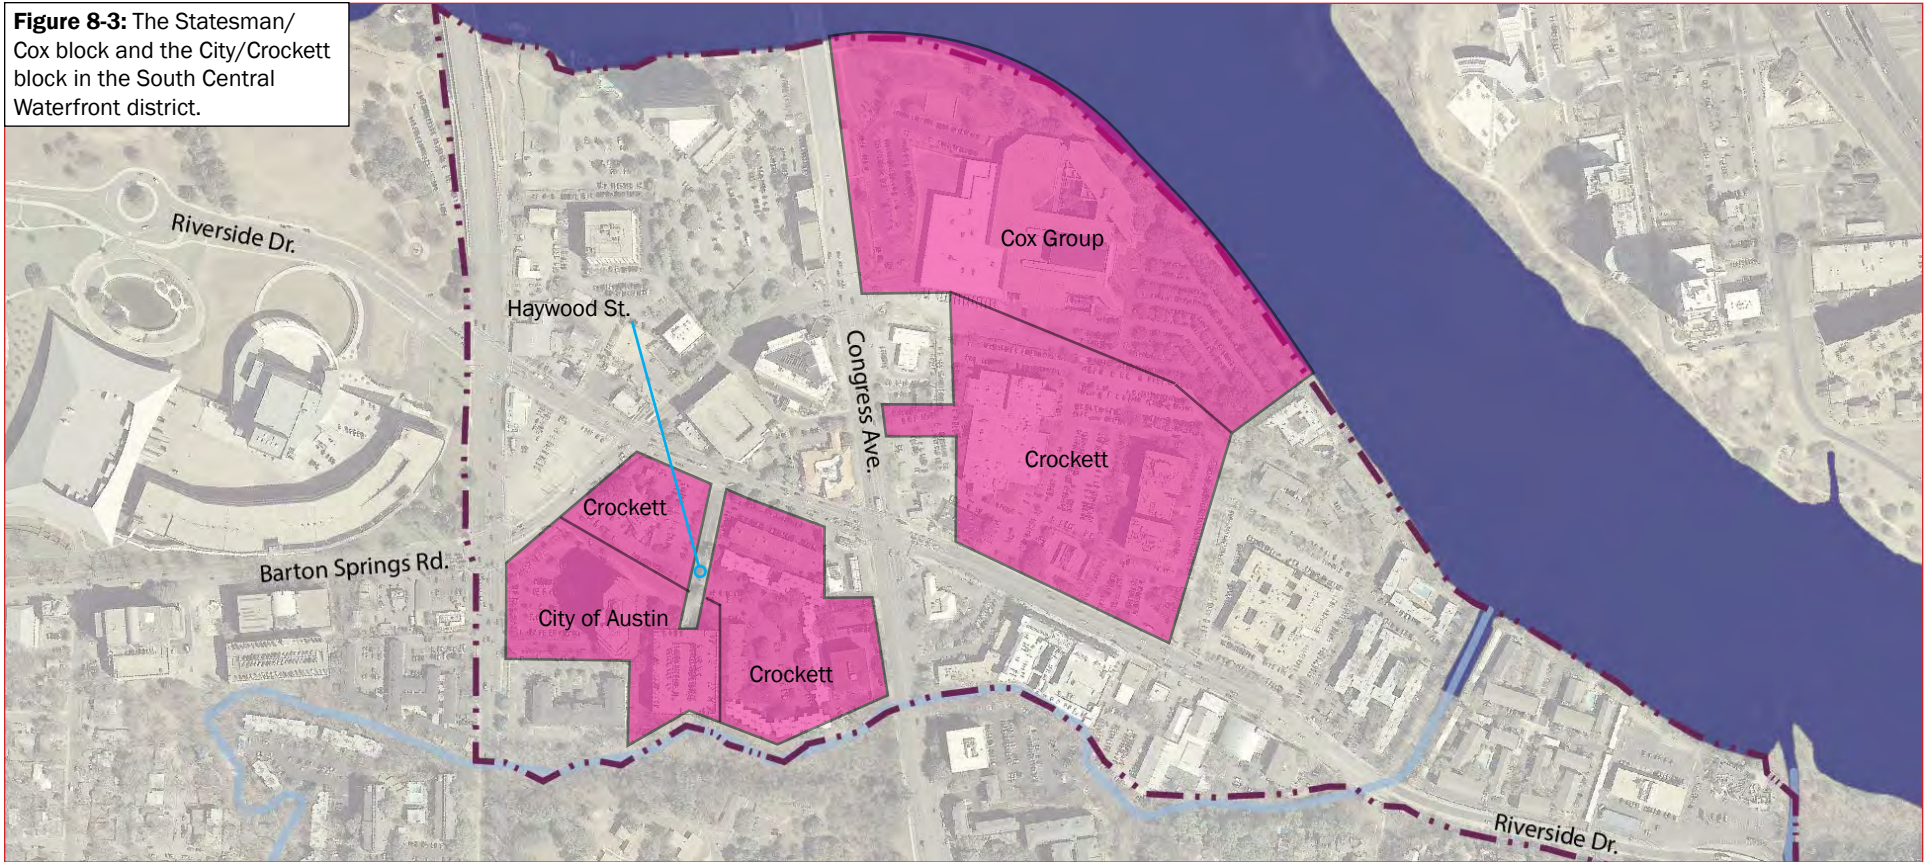 Figure 8-3: The Statesman/
Cox block and the City/Crockett
block in the South Central
Waterfront district.
Riverside Dr.
Cox Group
Haywood St.
Congress Ave.
Crockett
Crockett
Barton Springs Rd.
City of Austin
Crockett
Riverside Dr.